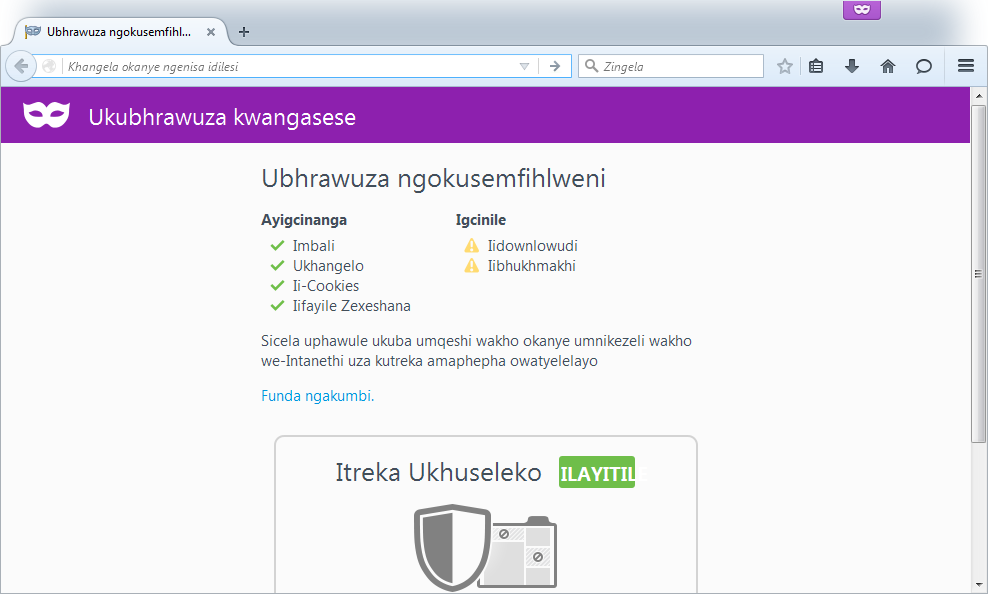 Ubhrawuza ngokusemfihl...
Khangela okanye ngenisa idilesi
Zingela
Ukubhrawuza kwangasese
Ubhrawuza ngokusemfihlweni
Ayigcinanga
Imbali
Ukhangelo
Ii-Cookies
Iifayile Zexeshana
Igcinile
Iidownlowudi
Iibhukhmakhi
Sicela uphawule ukuba umqeshi wakho okanye umnikezeli wakho
we-Intanethi uza kutreka amaphepha owatyelelayo
Funda ngakumbi.
Itreka Ukhuseleko ILAYITILE